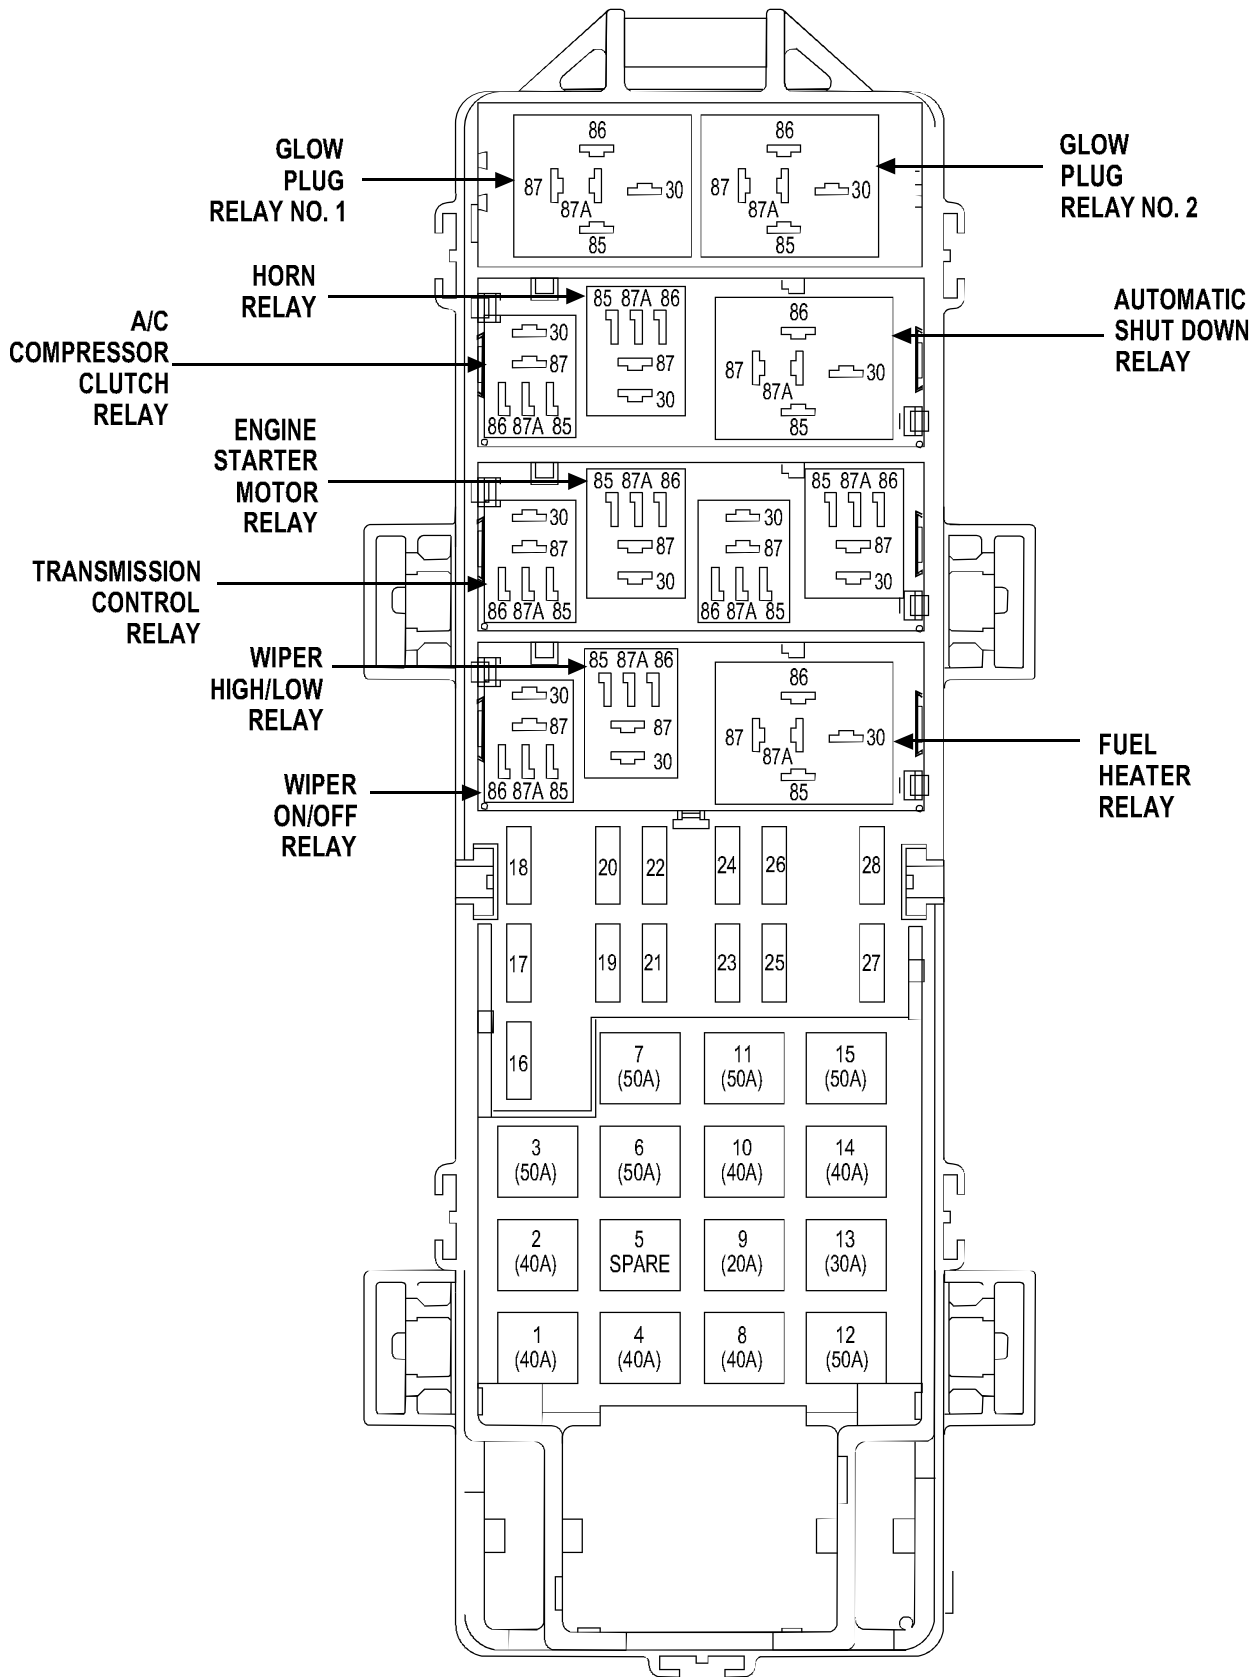 GLOW
PLUG
RELAY NO. 1
86
87
30
87A
85
86
87
30
87A
85
GLOW
PLUG
RELAY NO. 2
HORN
RELAY
A/C
COMPRESSOR
CLUTCH
RELAY
30
87
86 87A 85
85 87A 86
87
30
86
87
30
87A
85
AUTOMATIC
SHUT DOWN
RELAY
ENGINE
STARTER
MOTOR
RELAY
TRANSMISSION
CONTROL
RELAY
30
87
86 87A 85
85 87A 86
87
30
30
87
86 87A 85
85 87A 86
87
30
WIPER
HIGH/LOW
RELAY
WIPER
ON/OFF
RELAY
30
87
86 87A 85
85 87A 86
87
30
86
87
30
87A
85
FUEL
HEATER
RELAY
18 20 22 24 26 28
17 19 21 23 25 27
16
7
(50A)
11
(50A)
15
(50A)
3
(50A)
6
(50A)
10
(40A)
14
(40A)
2
(40A)
5
SPARE
9
(20A)
13
(30A)
1
(40A)
4
(40A)
8
(40A)
12
(50A)